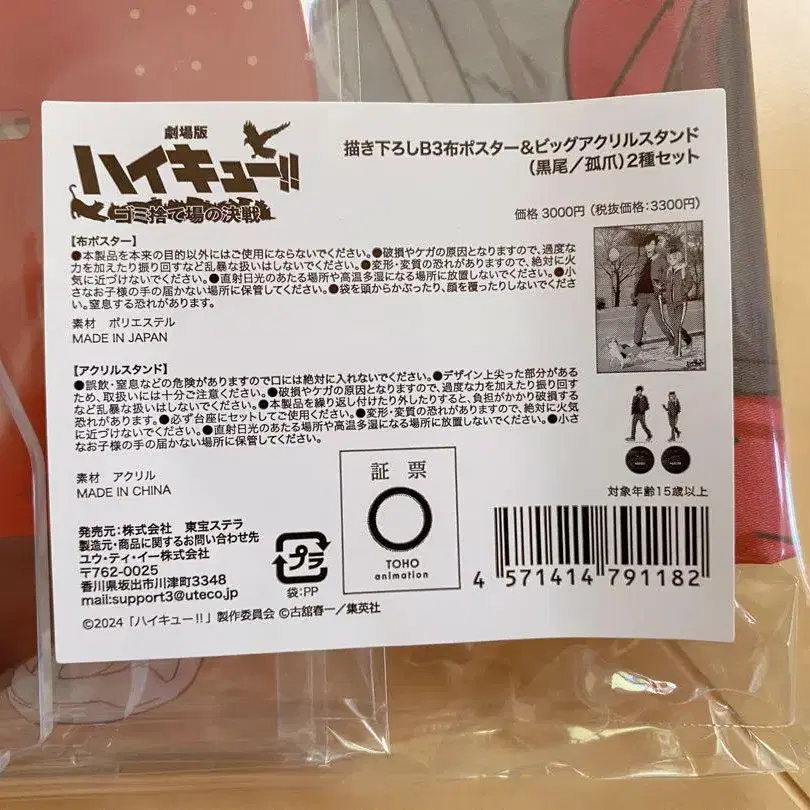 劇場版
ハイキュー!!
ゴミ捨て場の決戦
描き下ろしB3布ポスター&ビッグアクリルスタンド
(黒尾/孤爪)2種セット
価格 3000円 (税抜価格:3300円)
【布ポスター】
●本製品を本来の目的以外にはご使用にならないでください。●破損やケガの原因となりますので、過度な
力を加えたり振り回すなど乱暴な扱いはしないでください。●変形・変質の恐れがありますので、絶対に火
気に近づけないでください。●直射日光のあたる場所や高温多湿になる場所に放置しないでください。●小
さなお子様の手の届かない場所に保管してください。●袋を頭からかぶったり、顔を覆ったりしないでくださ
い。窒息する恐れがあります。
素材 ポリエステル
MADE IN JAPAN
【アクリルスタンド】
●誤飲・窒息などの危険がありますので口には絶対に入れないでください。●デザイン上尖った部分がある
ため、取扱いには十分ご注意ください。●破損やケガの原因となりますので、過度な力を加えたり振り回す
など乱暴な扱いはしないでください。●本製品を繰り返し付けたり外したりすると、負担がかかり破損する
恐れがあります。●必ず台座にセットしてご使用ください。●変形・変質の恐れがありますので、絶対に火気
に近づけないでください。●直射日光のあたる場所や高温多湿になる場所に放置しないでください。●小さ
なお子様の手の届かない場所に保管してください。
素材 アクリル
MADE IN CHINA
対象年齢15歳以上
発売元:株式会社 東宝ステラ
製造元・商品に関するお問い合わせ先
ユウ・ティ・イー株式会社
〒762-0025
香川県坂出市川津町3348
mail:support3@uteco.jp
プラ
袋:PP
証票
TOHO
animation
4 571414 791182
©2024「ハイキュー!!」製作委員会 ©古舘春一/集英社